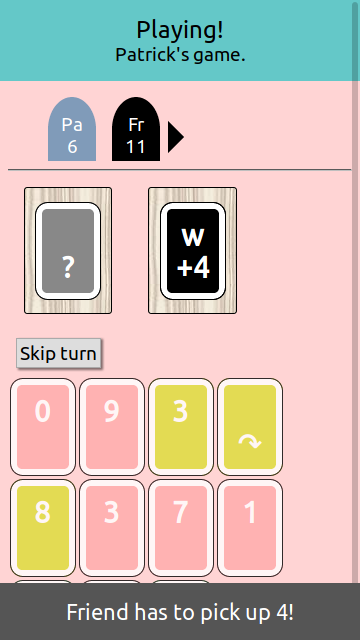 Playing!
Patrick's game.
Pa Fr
6 11
? W
+4
Skip turn
0 9 3 ↷
8 3 7 1
Friend has to pick up 4!